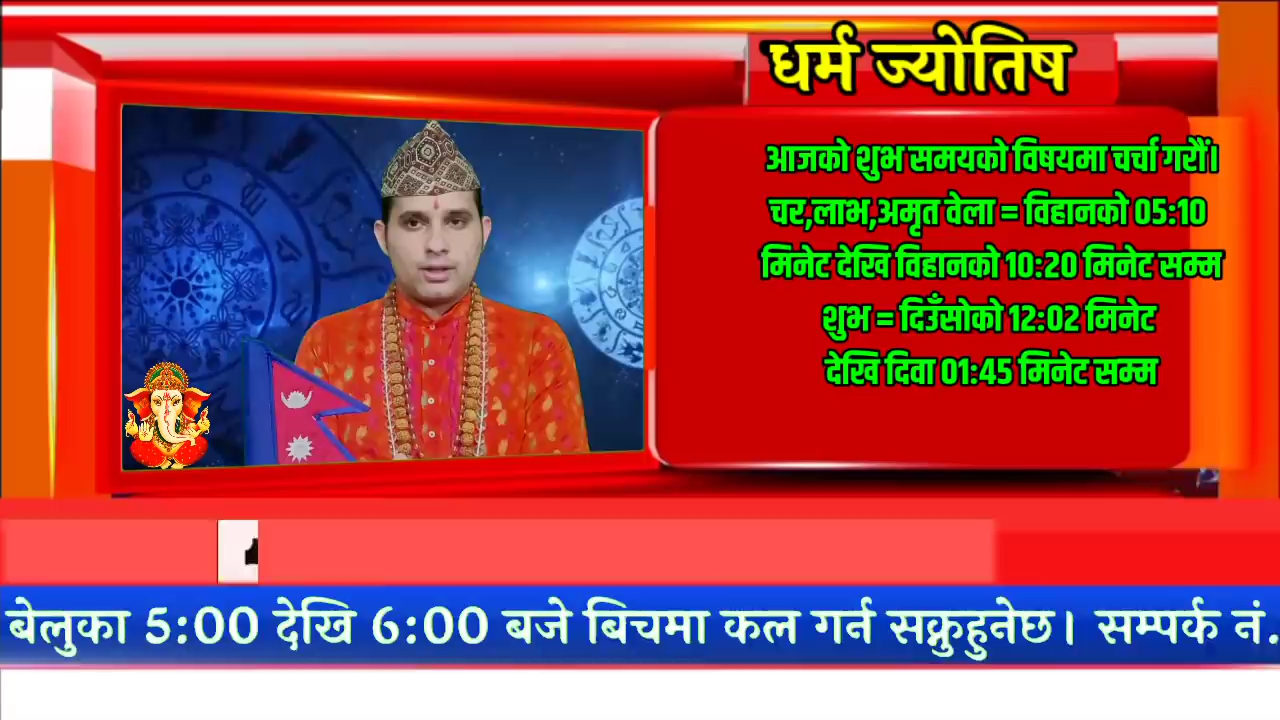 धर्म ज्योतिष
आजको शुभ समयको विषयमा चर्चा गरौं।
चर,लाभ,अमृत वेला = विहानको 05:10
मिनेट देखि विहानको 10:20 मिनेट सम्म
शुभ = दिउँसोको 12:02 मिनेट
देखि दिवा 01:45 मिनेट सम्म
बेलुका 5:00 देखि 6:00 बजे बिचमा कल गर्न सक्नुहुनेछ। सम्पर्क नं.